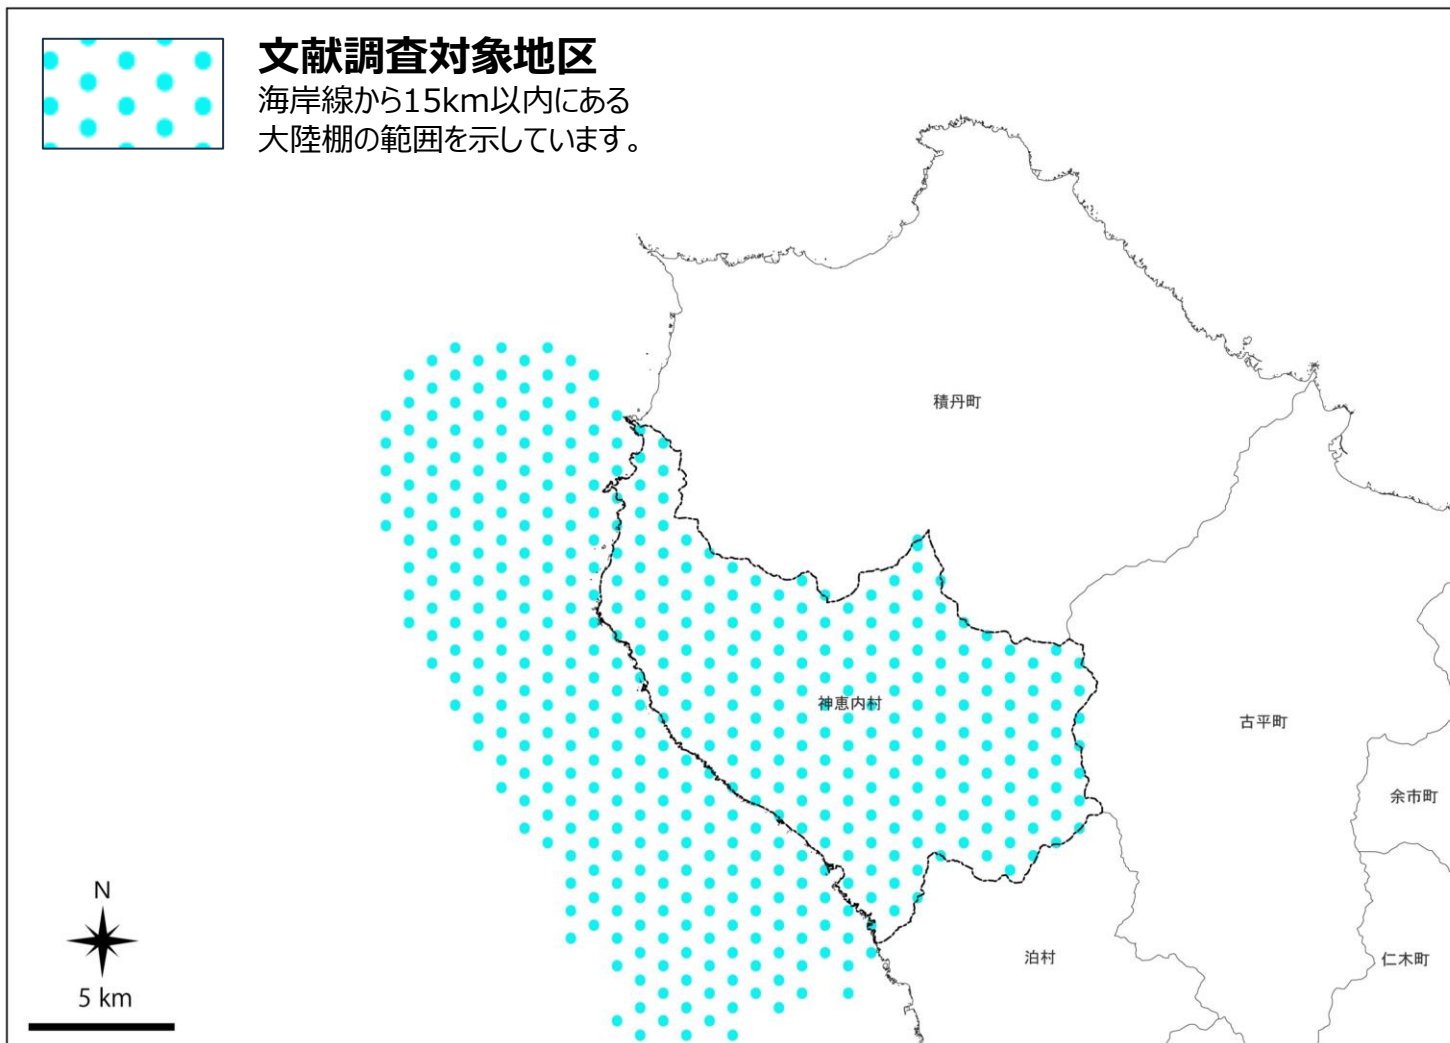 文献調査対象地区
海岸線から15km以内にある
大陸棚の範囲を示しています。
積丹町
神恵内村
古平町
余市町
泊村
仁木町
N
5 km